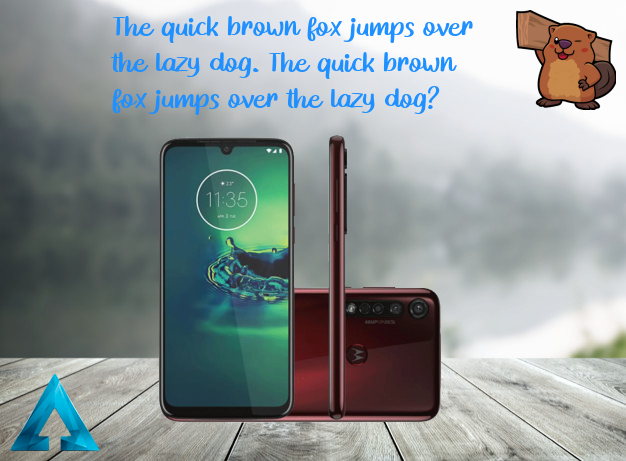 The quick brown fox jumps over
the lazy dog. The quick brown
fox jumps over the lazy dog?
23°
11:35